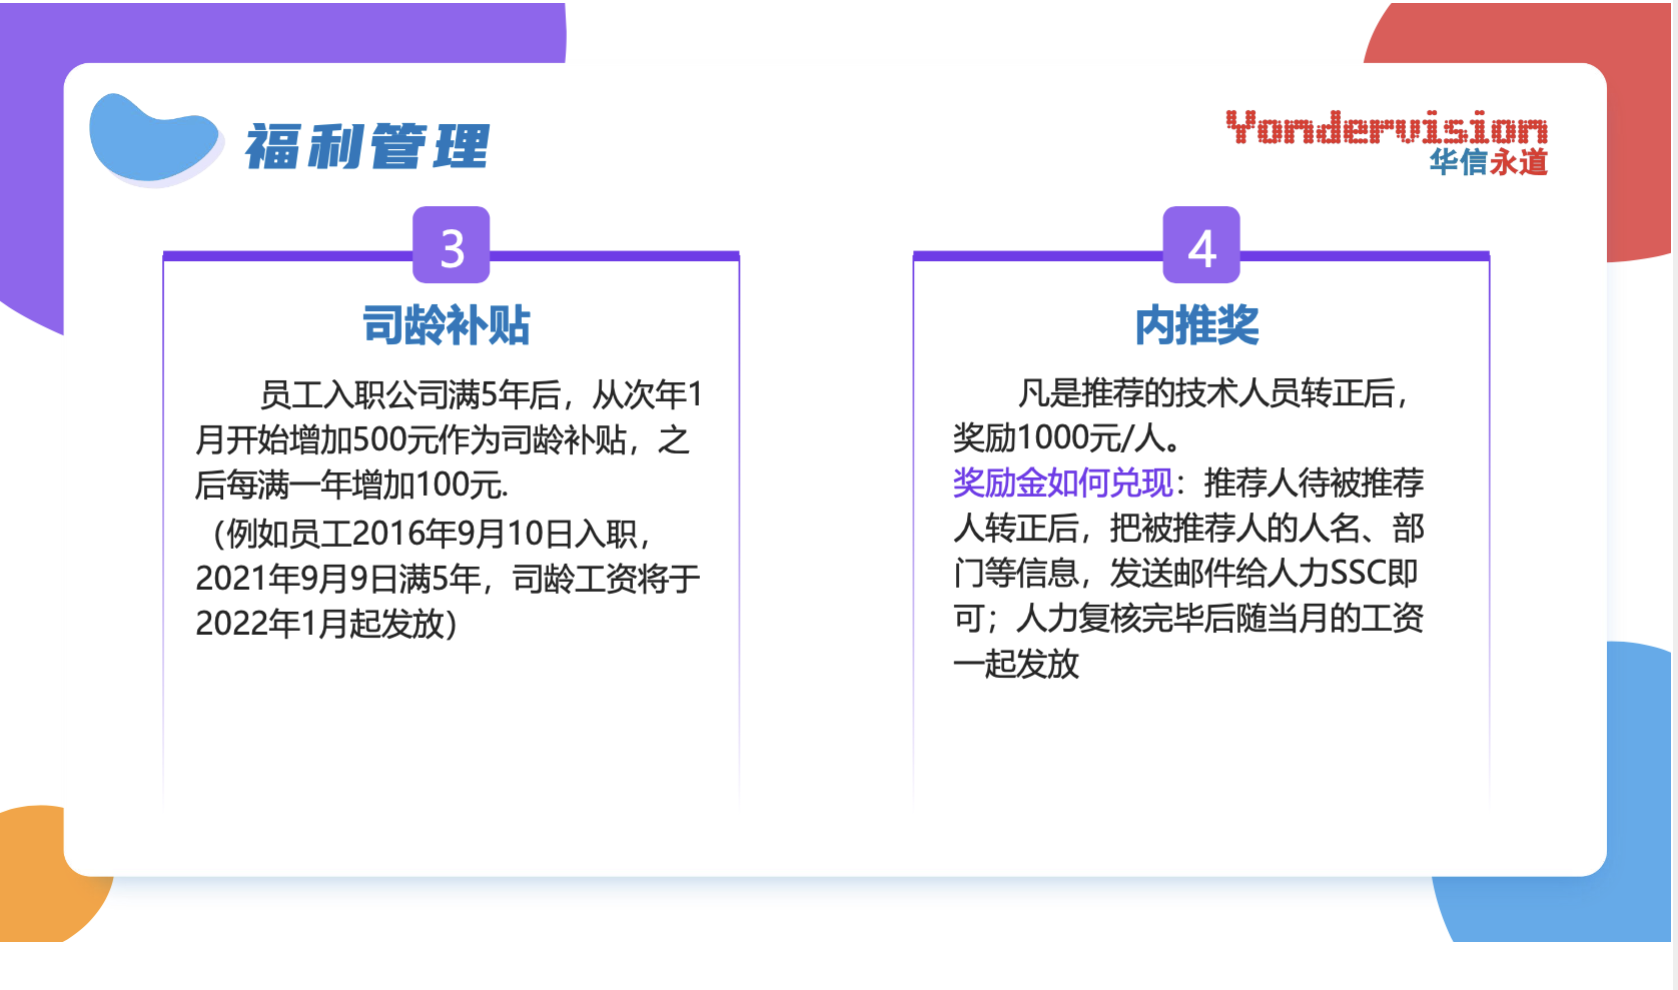 福利管理
Yondervision
华信永道
3
司龄补贴
员工入职公司满5年后，从次年1
月开始增加500元作为司龄补贴，之
后每满一年增加100元.
（例如员工2016年9月10日入职，
2021年9月9日满5年，司龄工资将于
2022年1月起发放）
4
内推奖
凡是推荐的技术人员转正后，
奖励1000元/人。
奖励金如何兑现：推荐人待被推荐
人转正后，把被推荐人的人名、部
门等信息，发送邮件给人力SSC即
可；人力复核完毕后随当月的工资
一起发放